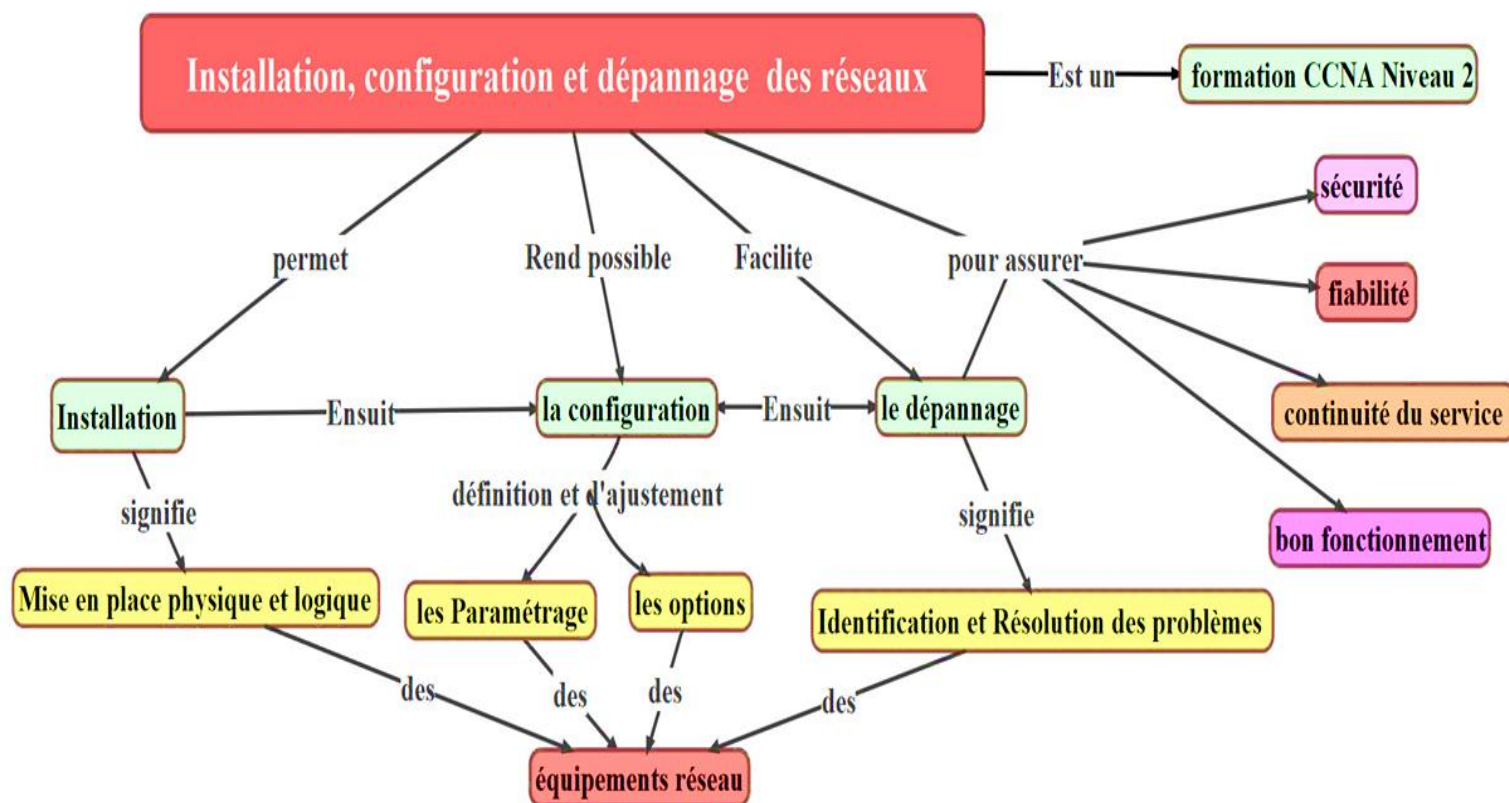 Installation, configuration et dépannage des réseaux
Est un
formation CCNA Niveau 2
sécurité
permet
Rend possible
Facilite
pour assurer
fiabilité
Installation
Ensuit
la configuration
Ensuit
le dépannage
continuité du service
signifie
définition et d'ajustement
signifie
bon fonctionnement
Mise en place physique et logique
les Paramétrage
les options
Identification et Résolution des problèmes
des
des
des
des
équipements réseau